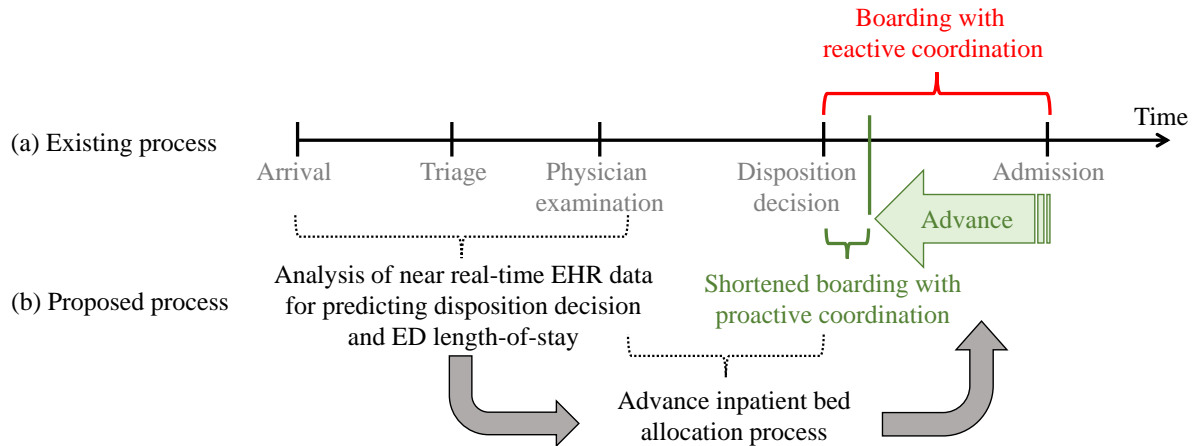 Boarding with
reactive coordination
Time
(a) Existing process
Arrival
Triage
Physician
examination
Disposition
decision
Admission
Advance
Analysis of near real-time EHR data
for predicting disposition decision
and ED length-of-stay
(b) Proposed process
Shortened boarding with
proactive coordination
Advance inpatient bed
allocation process